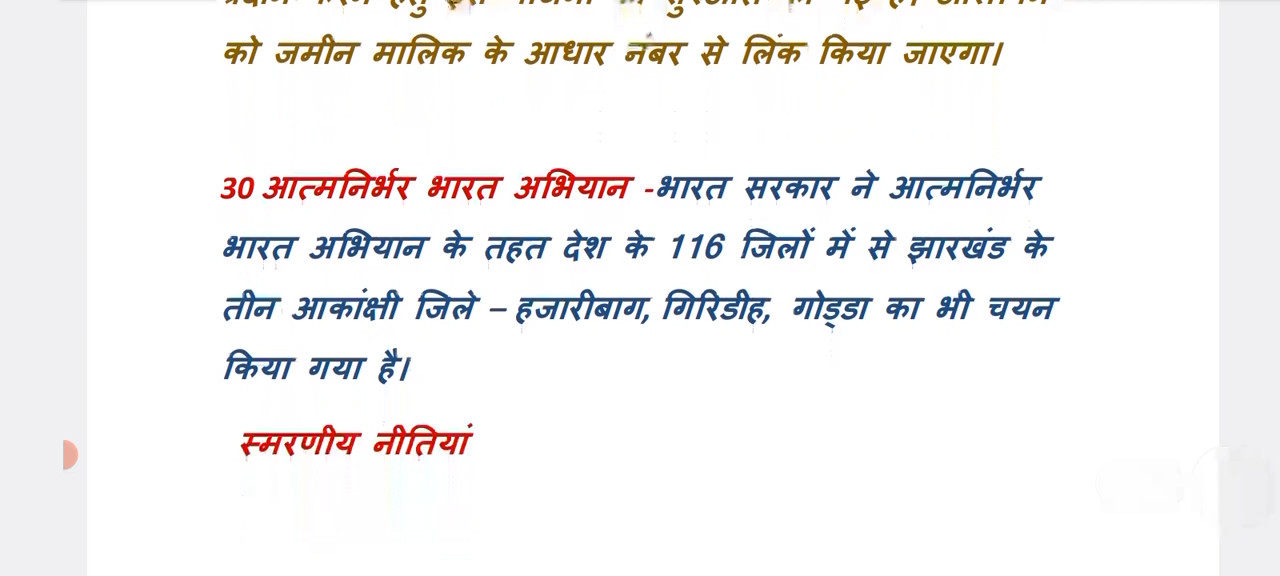 को जमीन मालिक के आधार नंबर से लिंक किया जाएगा।
30 आत्मनिर्भर भारत अभियान -भारत सरकार ने आत्मनिर्भर
भारत अभियान के तहत देश के 116 जिलों में से झारखंड के
तीन आकांक्षी जिले – हजारीबाग, गिरिडीह, गोड्डा का भी चयन
किया गया है।
स्मरणीय नीतियां